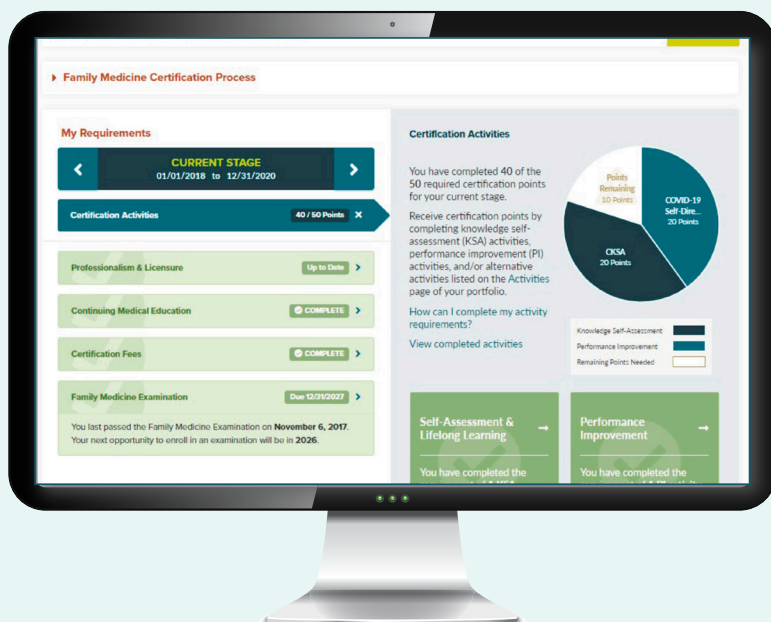 Family Medicine Certification Process
My Requirements
CURRENT STAGE
01/01/2018 to 12/31/2020
Certification Activities
40 / 50 Points X
Professionalism & Licensure
Up to Date
Continuing Medical Education
COMPLETE
Certification Fees
COMPLETE
Family Medicine Examination
Due 12/31/2027
You last passed the Family Medicine Examination on November 6, 2017.
Your next opportunity to enroll in an examination will be in 2026.
Certification Activities
You have completed 40 of the
50 required certification points
for your current stage.
Receive certification points by
completing knowledge self-
assessment (KSA) activities,
performance improvement (PI)
activities, and/or alternative
activities listed on the Activities
page of your portfolio.
How can I complete my activity
requirements?
View completed activities
Points
Remaining
10 Points
COVID-19
Self-Dire...
20 Points
CKSA
20 Points
Knowledge Self-Assessment
Performance Improvement
Remaining Points Needed
Self-Assessment &
Lifelong Learning
You have completed the
Performance
Improvement
You have completed the